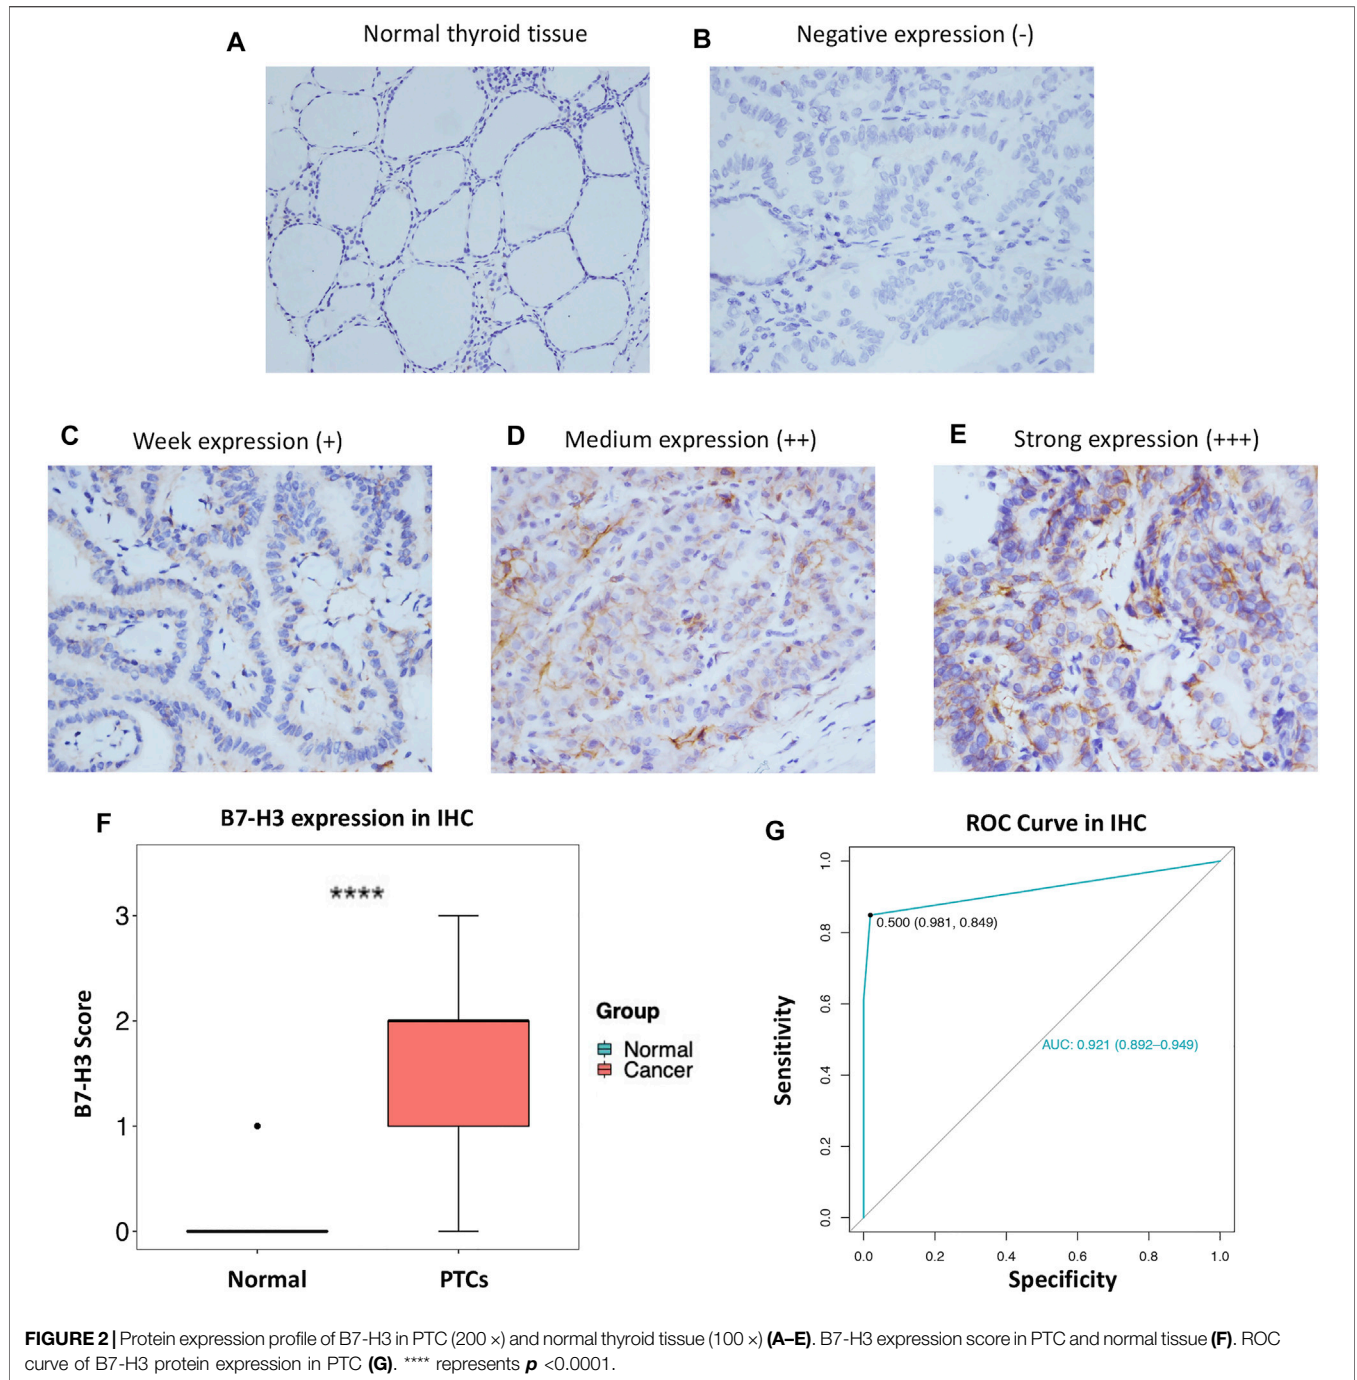 A
Normal thyroid tissue
B
Negative expression (-)
C
Week expression (+)
D
Medium expression (++)
E
Strong expression (+++)
F
B7-H3 expression in IHC
****
3
2
1
0
B7-H3 Score
Normal
PTCs
Group
Normal
Cancer
G
ROC Curve in IHC
1.0
0.8
0.6
0.4
0.2
0.0
Sensitivity
0.500 (0.981, 0.849)
AUC: 0.921 (0.892–0.949)
0.0
0.2
0.4
0.6
0.8
1.0
Specificity
FIGURE 2 | Protein expression profile of B7-H3 in PTC (200 ×) and normal thyroid tissue (100 ×) (A–E). B7-H3 expression score in PTC and normal tissue (F). ROC
curve of B7-H3 protein expression in PTC (G). **** represents p <0.0001.